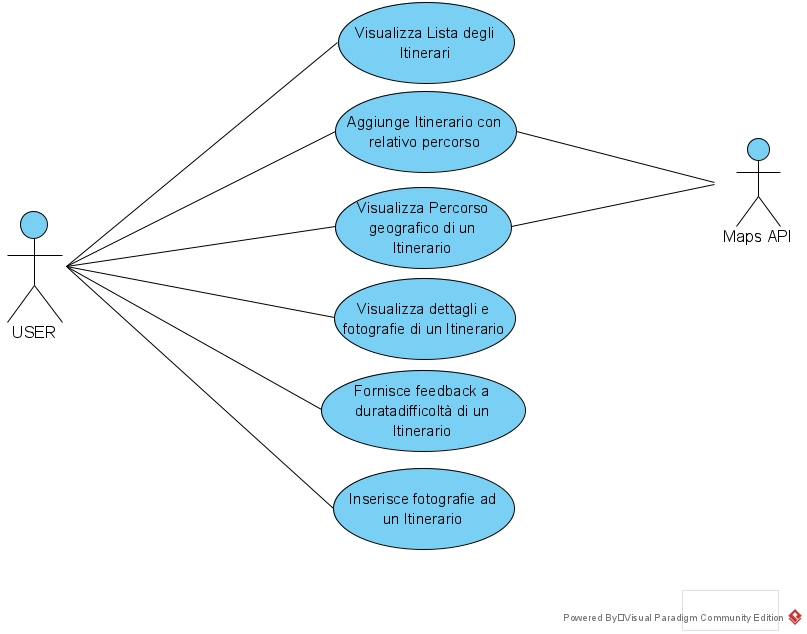 Visualizza Lista degli
Itinerari
Aggiunge Itinerario con
relativo percorso
Visualizza Percorso
geografico di un
Itinerario
Maps API
USER
Visualizza dettagli e
fotografie di un Itinerario
Fornisce feedback a
duratadifficoltà di un
Itinerario
Inserisce fotografie ad
un Itinerario
Powered By Visual Paradigm Community Edition